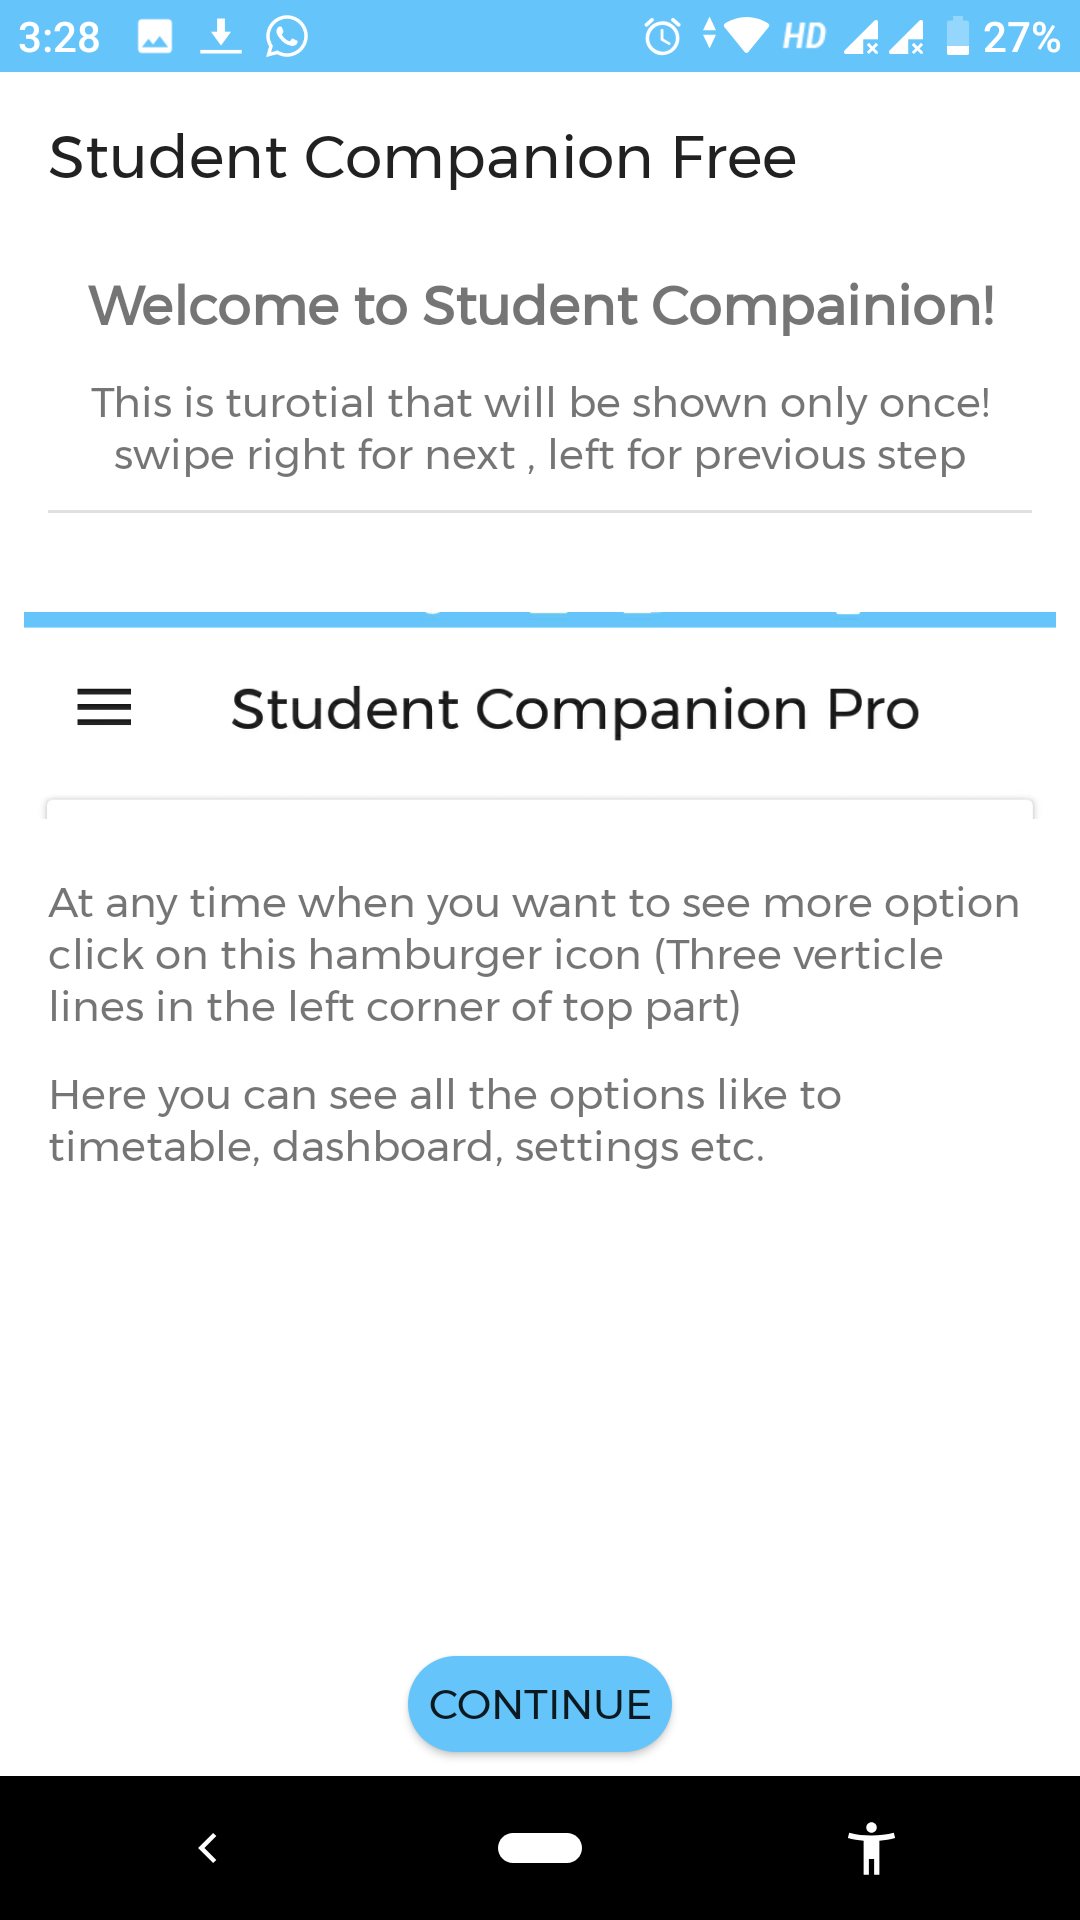 3:28 HD 27%
Student Companion Free
Welcome to Student Compainion!
This is turotial that will be shown only once!
swipe right for next , left for previous step
Student Companion Pro
At any time when you want to see more option
click on this hamburger icon (Three verticle
lines in the left corner of top part)
Here you can see all the options like to
timetable, dashboard, settings etc.
CONTINUE